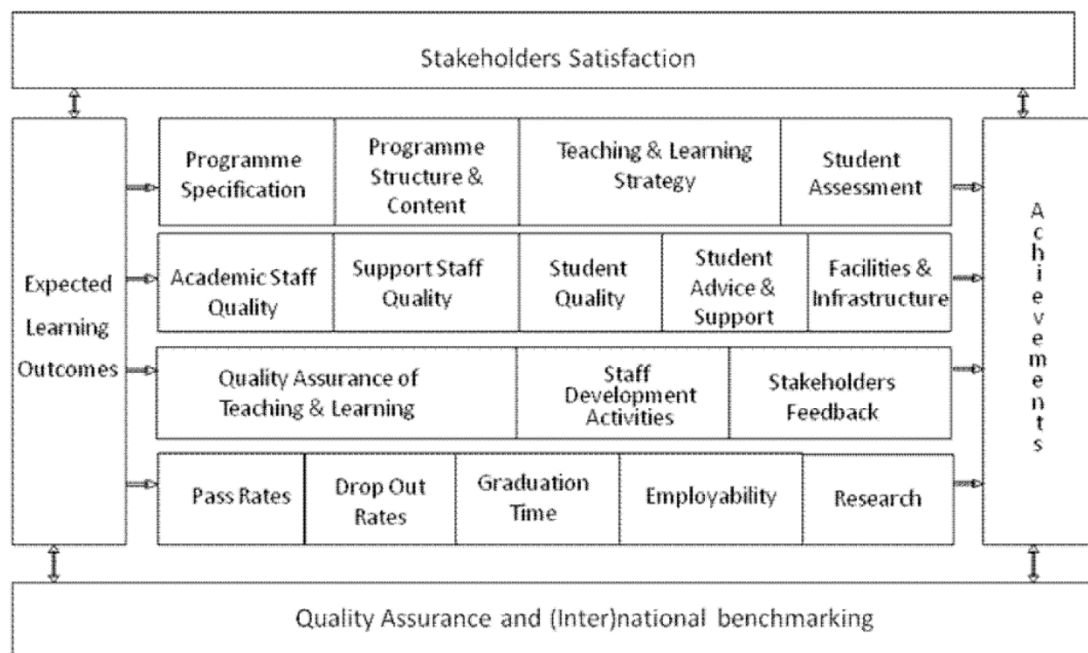 Stakeholders Satisfaction
Expected
Learning
Outcomes
Programme
Specification
Programme
Structure &
Content
Teaching & Learning
Strategy
Student
Assessment
Academic Staff
Quality
Support Staff
Quality
Student
Quality
Student
Advice &
Support
Facilities &
Infrastructure
Quality Assurance of
Teaching & Learning
Staff
Development
Activities
Stakeholders
Feedback
Pass Rates
Drop Out
Rates
Graduation
Time
Employability
Research
Achievements
Quality Assurance and (Inter)national benchmarking